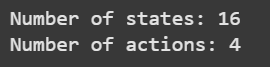 Number of states: 16
Number of actions: 4